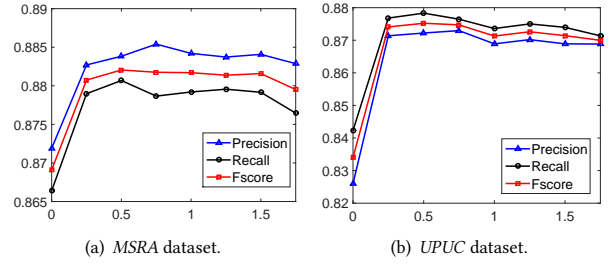 0.89
0.885
0.88
0.875
0.87
0.865
0
0.5
1
1.5
Precision
Recall
Fscore
(a) MSRA dataset.
0.88
0.87
0.86
0.85
0.84
0.83
0.82
0
0.5
1
1.5
Precision
Recall
Fscore
(b) UPUC dataset.